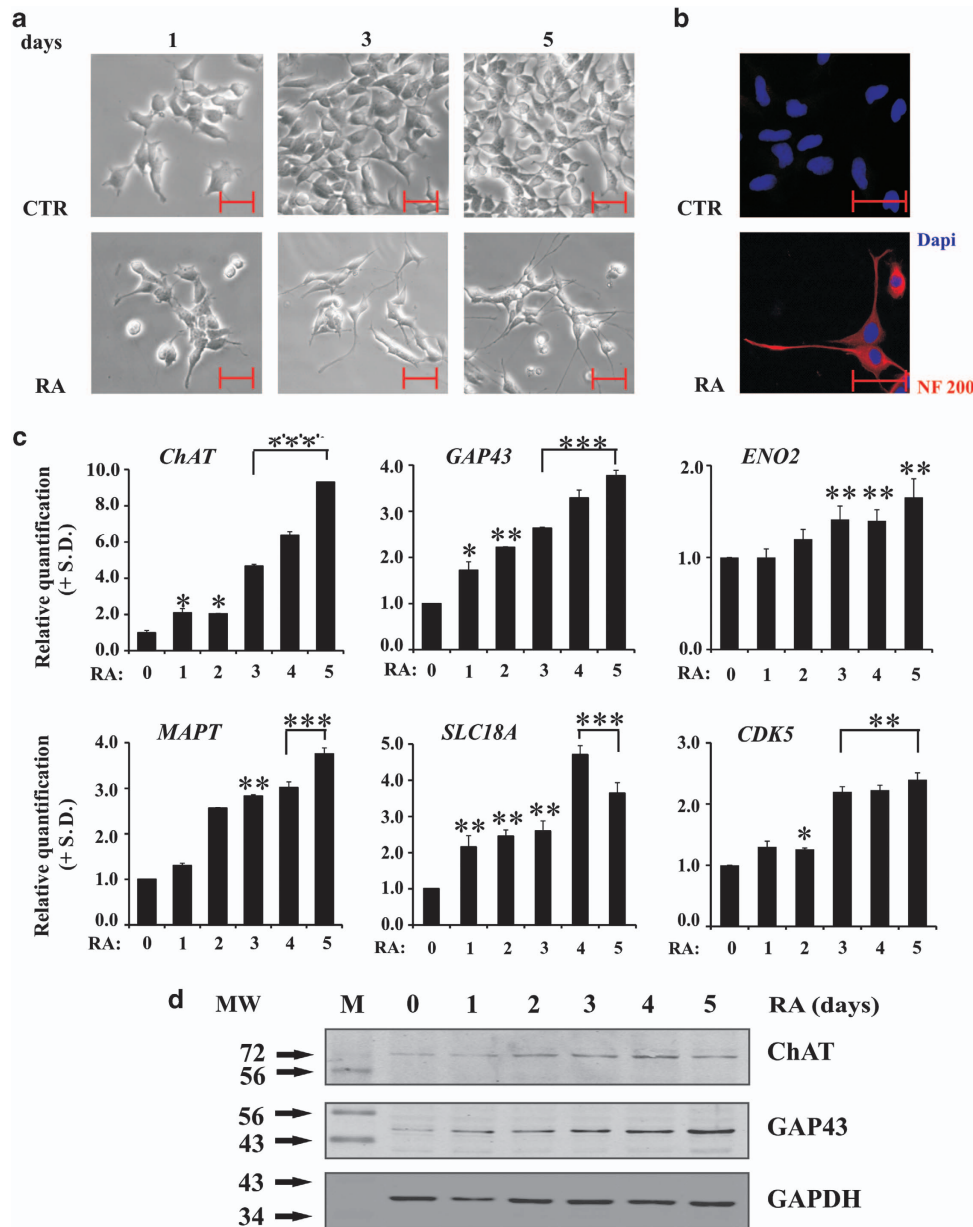 a
b
days 1 3 5
CTR
CTR
Dapi
RA
RA
NF 200
c
***
ChAT
10.0
8.0
6.0
4.0
2.0
0.0
* *
Relative quantification
(+ S.D.)
RA: 0 1 2 3 4 5
***
GAP43
4.0
3.0
2.0
1.0
0.0
* **
0 1 2 3 4 5
ENO2
2.0
1.0
0.0
** ** **
0 1 2 3 4 5
MAPT
***
4.0
3.0
2.0
1.0
0.0
**
Relative quantification
(+ S.D.)
RA: 0 1 2 3 4 5
SLC18A
***
5.0
4.0
3.0
2.0
1.0
0.0
** ** **
0 1 2 3 4 5
CDK5
**
3.0
2.0
1.0
0.0
*
0 1 2 3 4 5
d
MW M 0 1 2 3 4 5 RA (days)
72
56
ChAT
56
43
GAP43
43
34
GAPDH